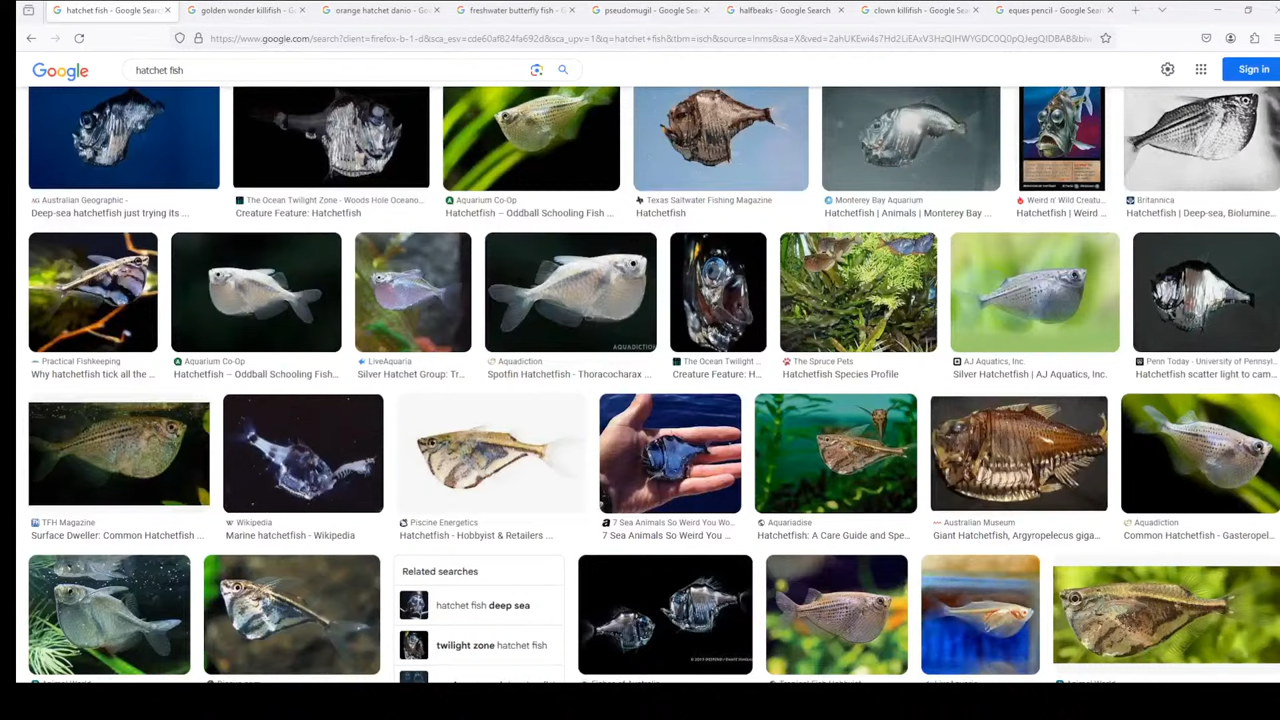 hatchet fish - Google Searc
golden wonder killifish - Go
orange hatchet danio - Goo
freshwater butterfly fish - G
pseudomugil - Google Sear
halfbeaks - Google Search
clown killifish - Google Sea
eques pencil - Google Sear
https://www.google.com/search?client=firefox-b-1-d&sca_esv=cde60af824fa692d&sca_upv=1&q=hatchet+fish&tbm=isch&source=lnms&sa=X&ved=2ahUKEwi4s7Hd2LiEAxV3HzQIHWYGDC0Q0pQJegQIDBAB&biw
Google
hatchet fish
Sign in
Australian Geographic -
The Ocean Twilight Zone - Woods Hole Oceano...
Aquarium Co-Op
Texas Saltwater Fishing Magazine
Monterey Bay Aquarium
Weird n' Wild Creatu...
Britannica
Deep-sea hatchetfish just trying its ...
Creature Feature: Hatchetfish
Hatchetfish – Oddball Schooling Fish ...
Hatchetfish
Hatchetfish | Animals | Monterey Bay ...
Hatchetfish | Weird ...
Hatchetfish | Deep-sea, Biolumine...
AQUADICTION
Practical Fishkeeping
Aquarium Co-Op
LiveAquaria
Aquadiction
The Ocean Twilight ...
The Spruce Pets
AJ Aquatics, Inc.
Penn Today - University of Pennsyl...
Why hatchetfish tick all the ...
Hatchetfish – Oddball Schooling Fish...
Silver Hatchet Group: Tr...
Spotfin Hatchetfish - Thoracocharax ...
Creature Feature: H...
Hatchetfish Species Profile
Silver Hatchetfish | AJ Aquatics, Inc.
Hatchetfish scatter light to cam...
TFH Magazine
Wikipedia
Piscine Energetics
7 Sea Animals So Weird You Wo...
Aquariadise
Australian Museum
Aquadiction
Surface Dweller: Common Hatchetfish ...
Marine hatchetfish - Wikipedia
Hatchetfish - Hobbyist & Retailers ...
7 Sea Animals So Weird You ...
Hatchetfish: A Care Guide and Spe...
Giant Hatchetfish, Argyropelecus giga...
Common Hatchetfish - Gasteropel...
Related searches
hatchet fish deep sea
twilight zone hatchet fish